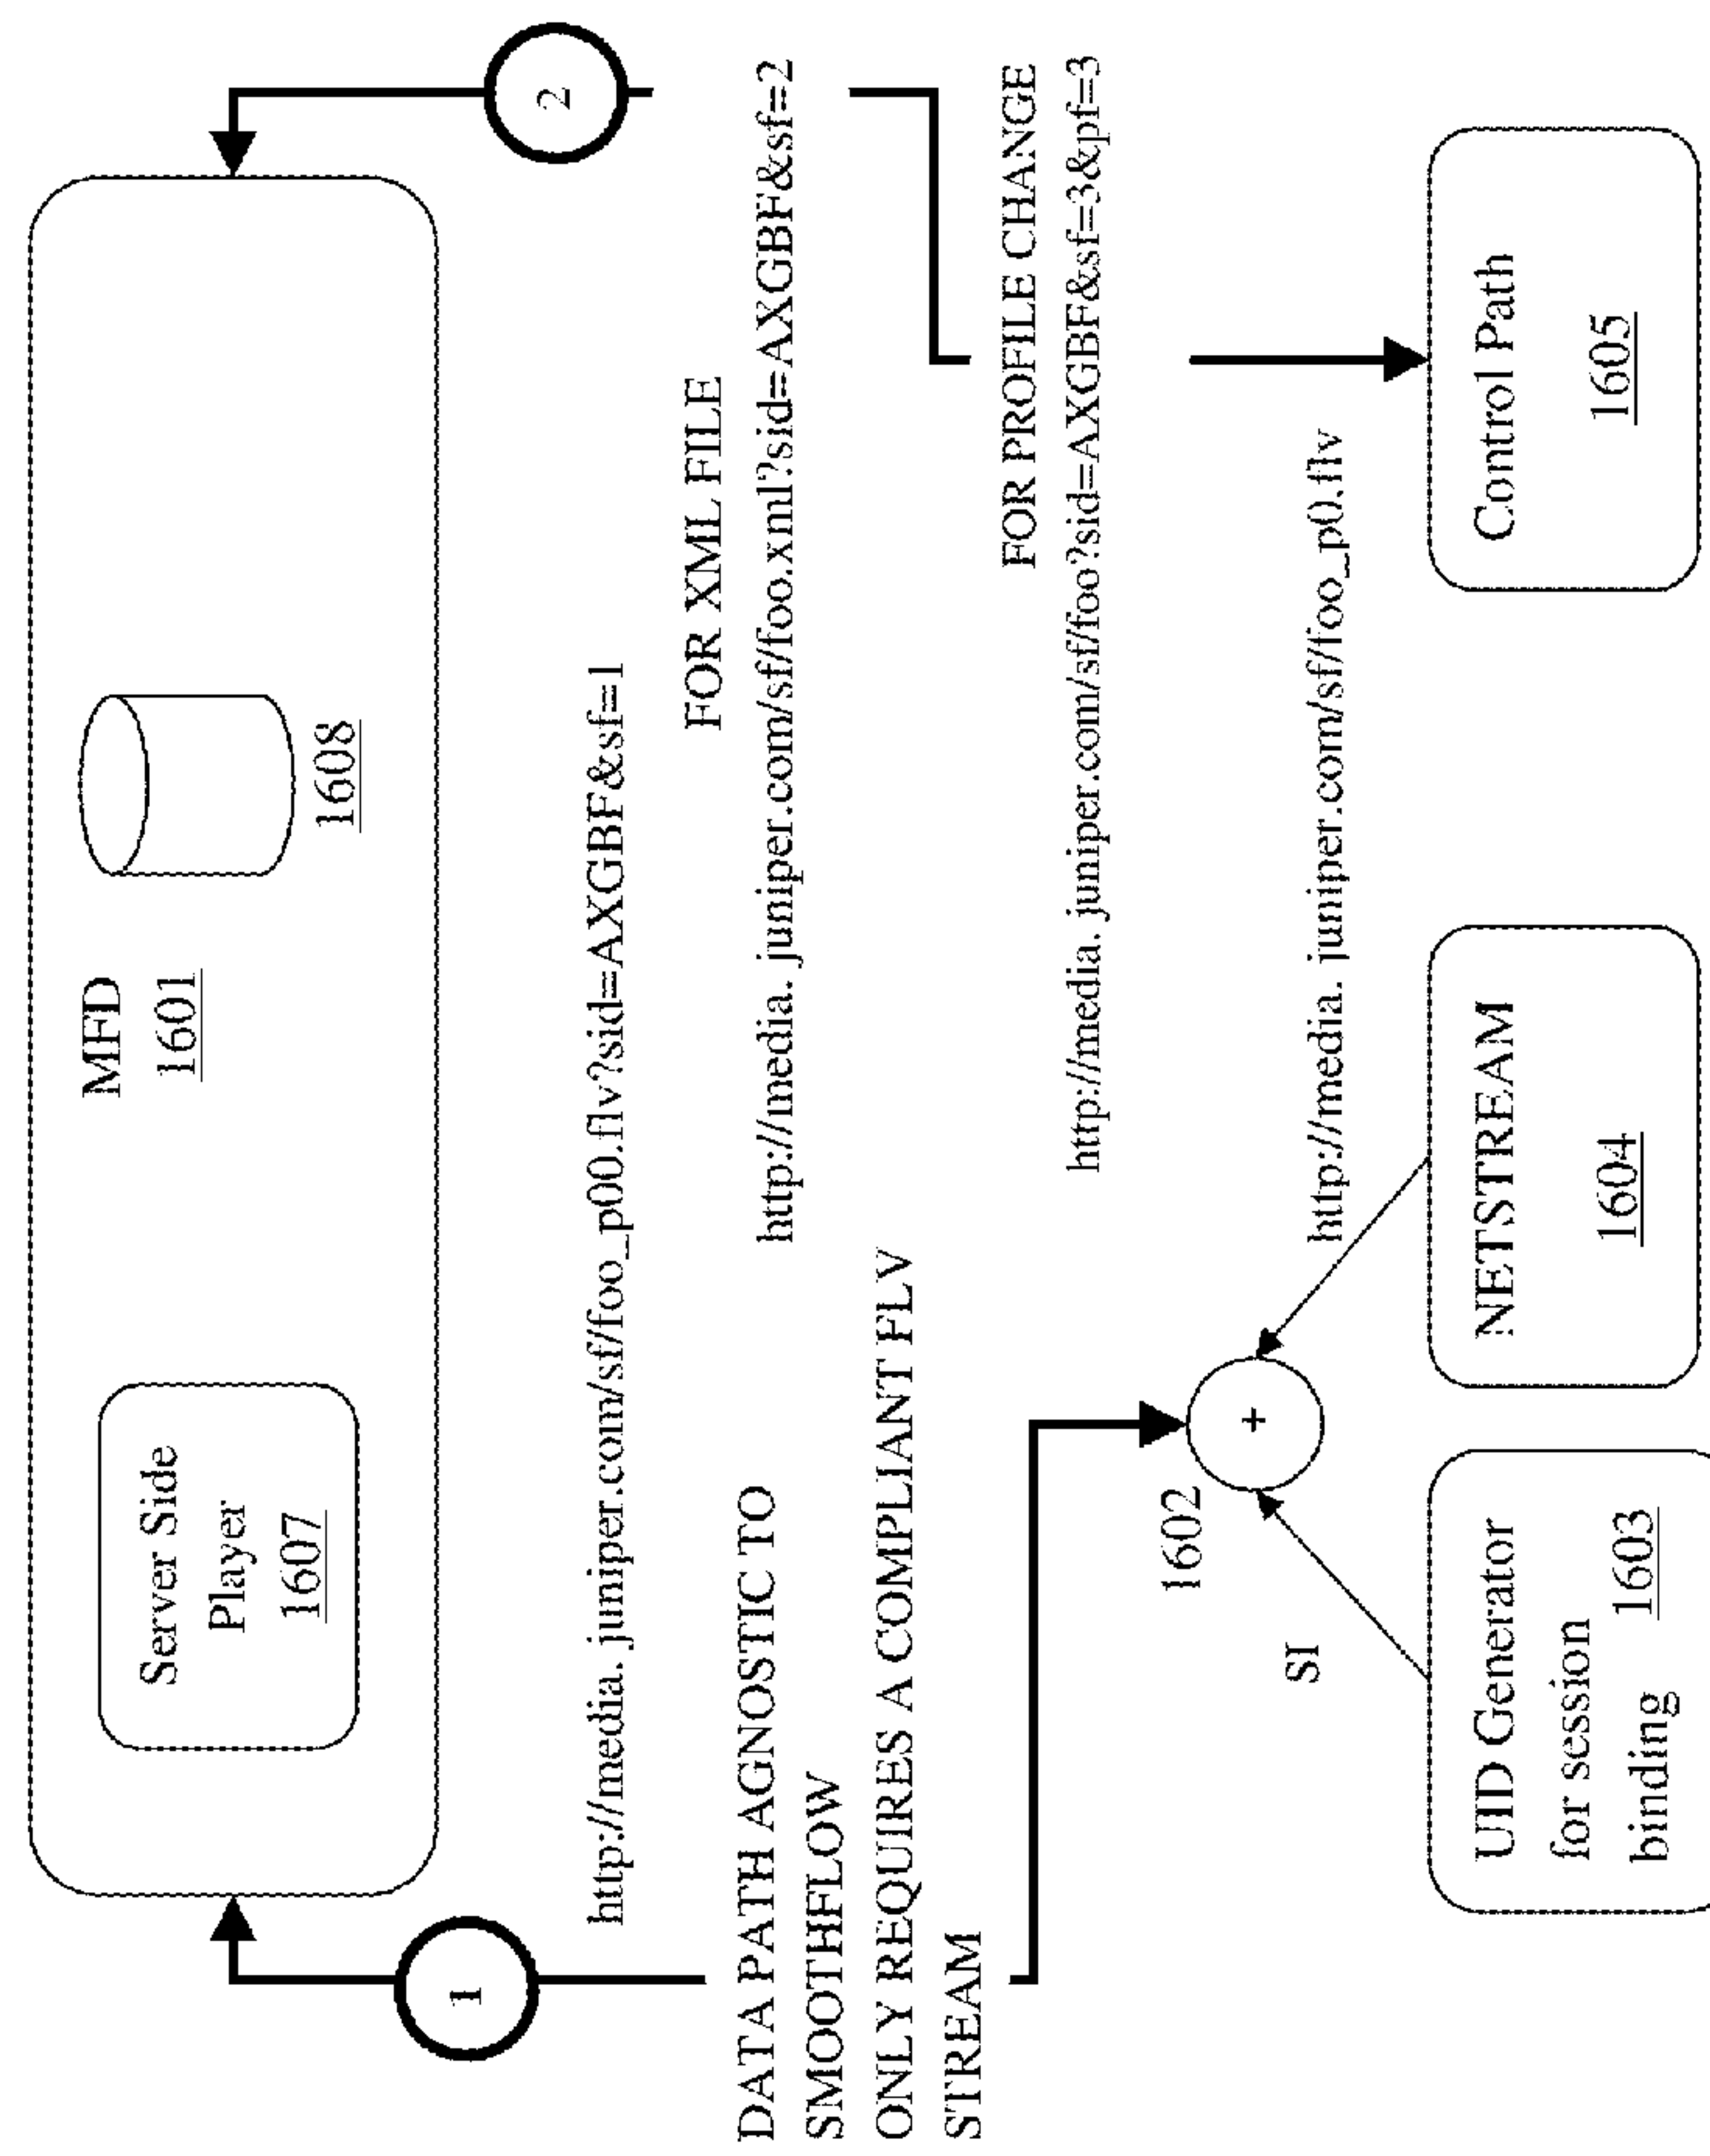 MFD
1601
Server Side
Player
1607
1608
1
2
http://media. juniper.com/sf/foo_p00.flv?sid=AXGBF&sf=1
DATA PATH AGNOSTIC TO
SMOOTHFLOW
ONLY REQUIRES A COMPLIANT FLV
STREAM
FOR XML FILE
http://media. juniper.com/sf/foo.xml?sid=AXGBF&sf=2
FOR PROFILE CHANGE
http://media. juniper.com/sf/foo?sid=AXGBF&sf=3&pf=3
1602
+
SI
http://media. juniper.com/sf/foo_p0.flv
UID Generator
for session
binding 1603
NETSTREAM
1604
Control Path
1605